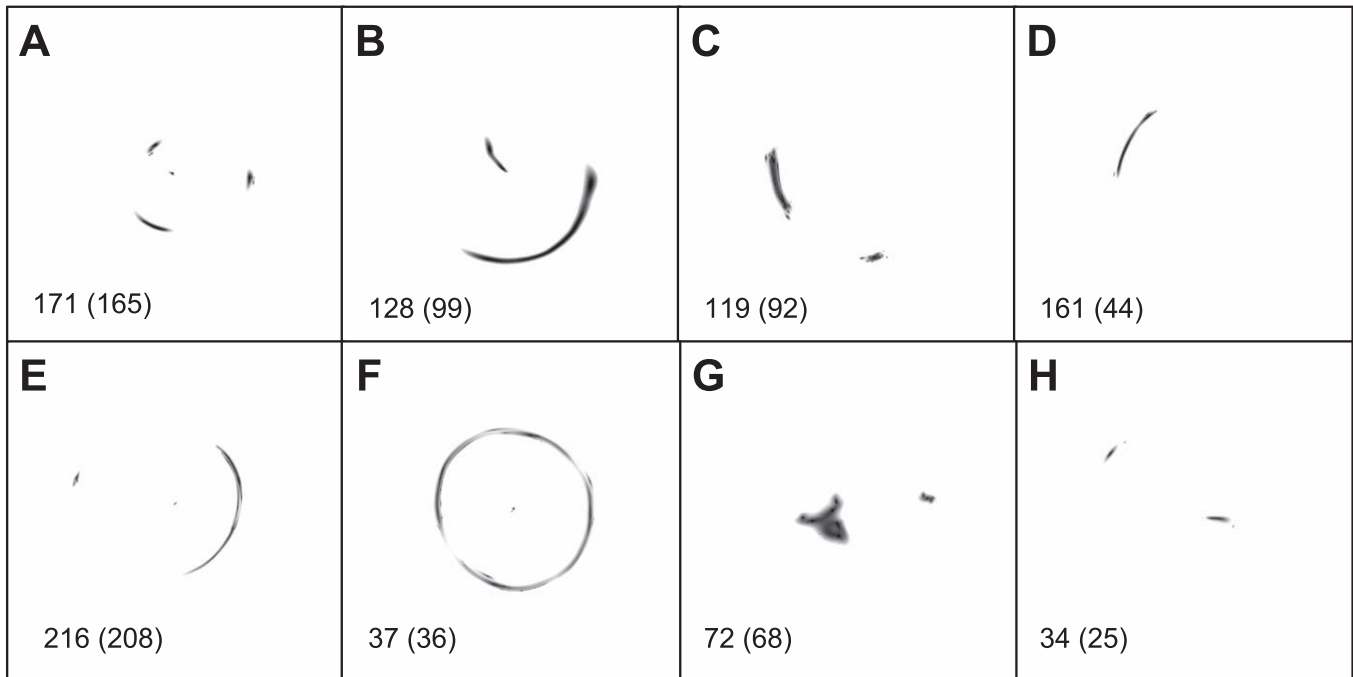 A
B
C
D
171 (165)
128 (99)
119 (92)
161 (44)
E
F
G
H
216 (208)
37 (36)
72 (68)
34 (25)